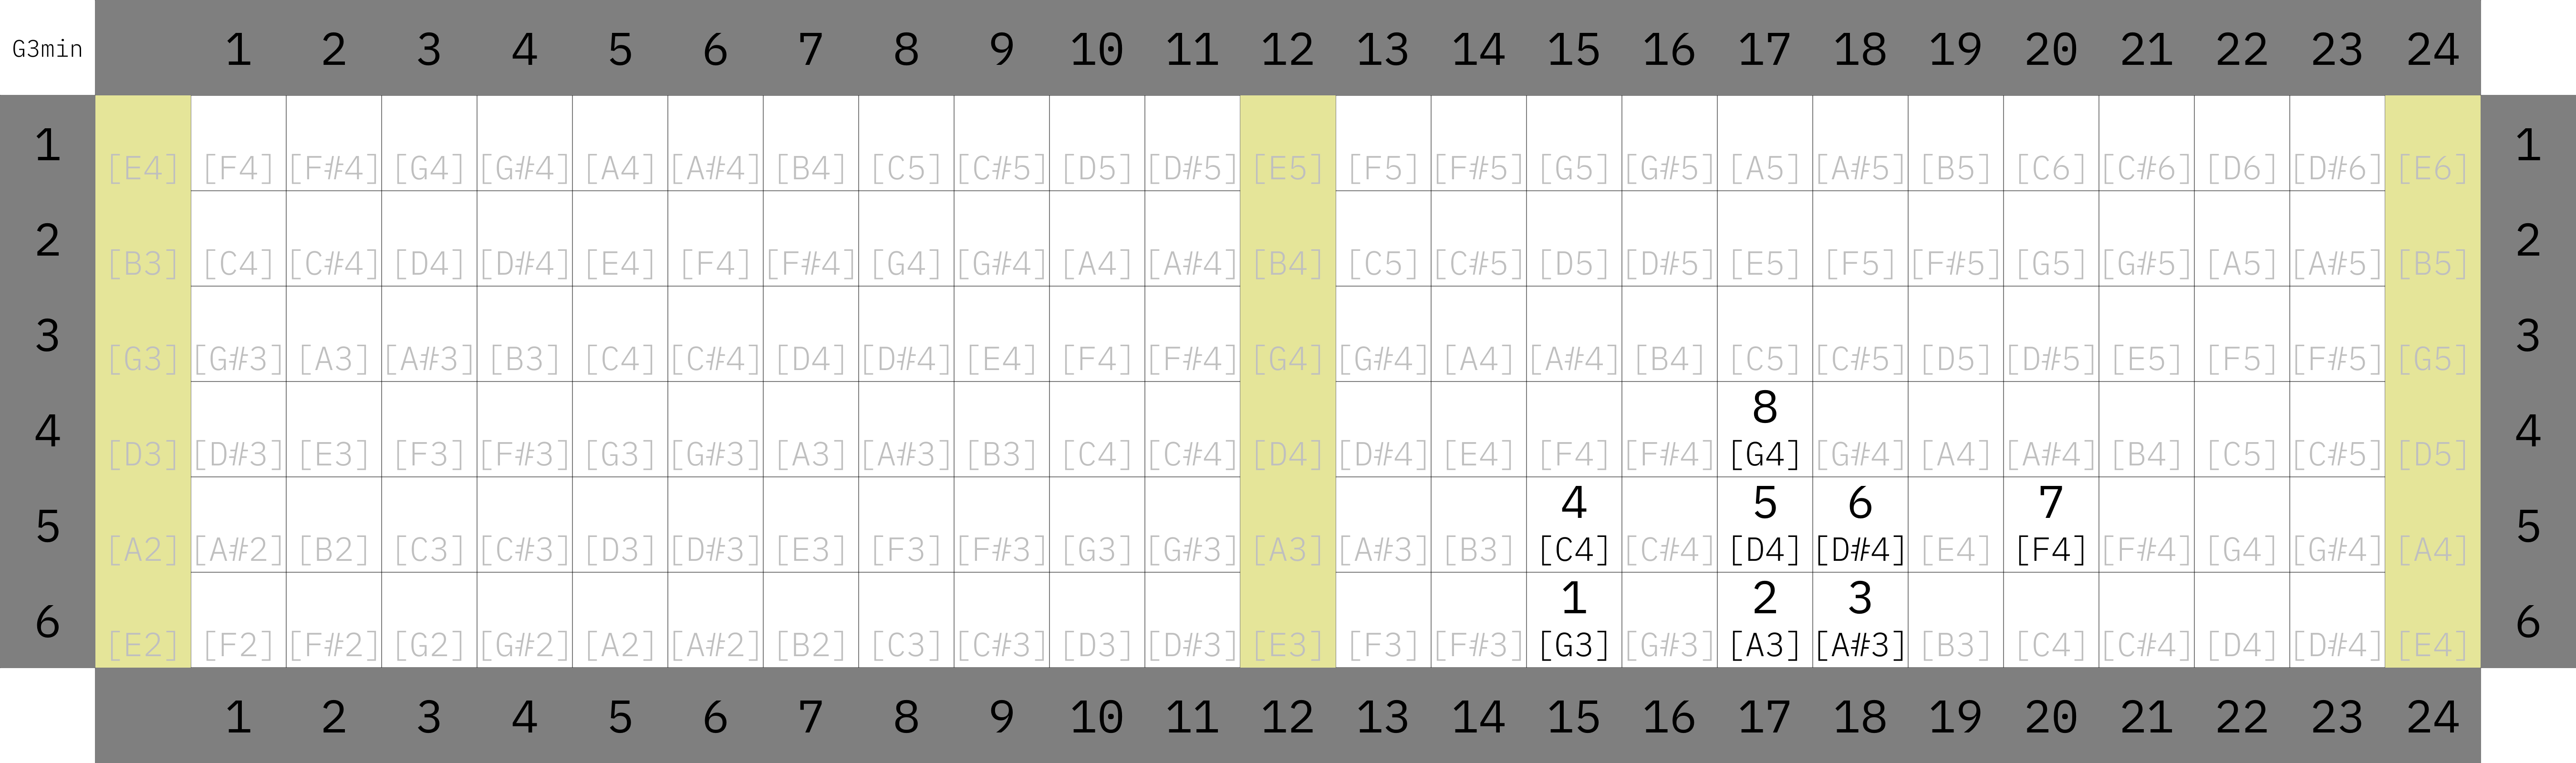 G3min 1 2 3 4 5 6 7 8 9 10 11 12 13 14 15 16 17 18 19 20 21 22 23 24
1 [E4] [F4] [F#4] [G4] [G#4] [A4] [A#4] [B4] [C5] [C#5] [D5] [D#5] [E5] [F5] [F#5] [G5] [G#5] [A5] [A#5] [B5] [C6] [C#6] [D6] [D#6] [E6] 1
2 [B3] [C4] [C#4] [D4] [D#4] [E4] [F4] [F#4] [G4] [G#4] [A4] [A#4] [B4] [C5] [C#5] [D5] [D#5] [E5] [F5] [F#5] [G5] [G#5] [A5] [A#5] [B5] 2
3 [G3] [G#3] [A3] [A#3] [B3] [C4] [C#4] [D4] [D#4] [E4] [F4] [F#4] [G4] [G#4] [A4] [A#4] [B4] [C5] [C#5] [D5] [D#5] [E5] [F5] [F#5] [G5] 3
8
4 [D3] [D#3] [E3] [F3] [F#3] [G3] [G#3] [A3] [A#3] [B3] [C4] [C#4] [D4] [D#4] [E4] [F4] [F#4] [G4] [G#4] [A4] [A#4] [B4] [C5] [C#5] [D5] 4
4 5 6 7
5 [A2] [A#2] [B2] [C3] [C#3] [D3] [D#3] [E3] [F3] [F#3] [G3] [G#3] [A3] [A#3] [B3] [C4] [C#4] [D4] [D#4] [E4] [F4] [F#4] [G4] [G#4] [A4] 5
1 2 3
6 [E2] [F2] [F#2] [G2] [G#2] [A2] [A#2] [B2] [C3] [C#3] [D3] [D#3] [E3] [F3] [F#3] [G3] [G#3] [A3] [A#3] [B3] [C4] [C#4] [D4] [D#4] [E4] 6
1 2 3 4 5 6 7 8 9 10 11 12 13 14 15 16 17 18 19 20 21 22 23 24